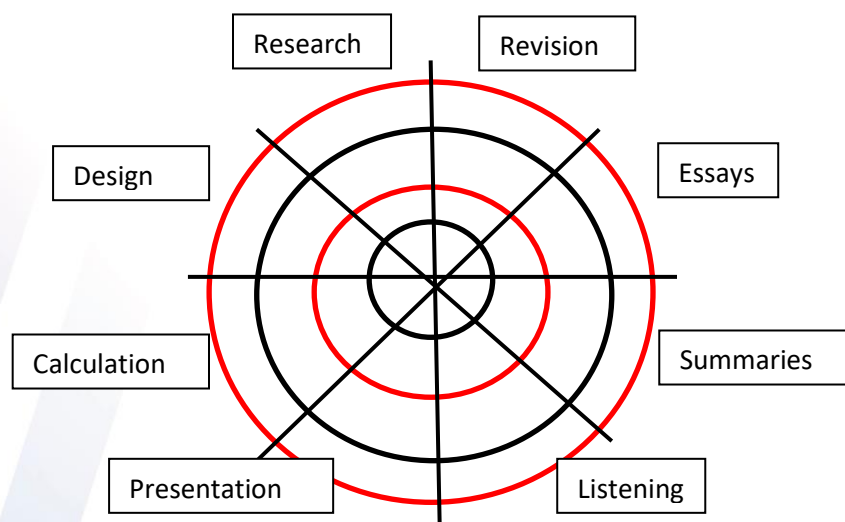 Research
Revision
Design
Essays
Calculation
Summaries
Presentation
Listening